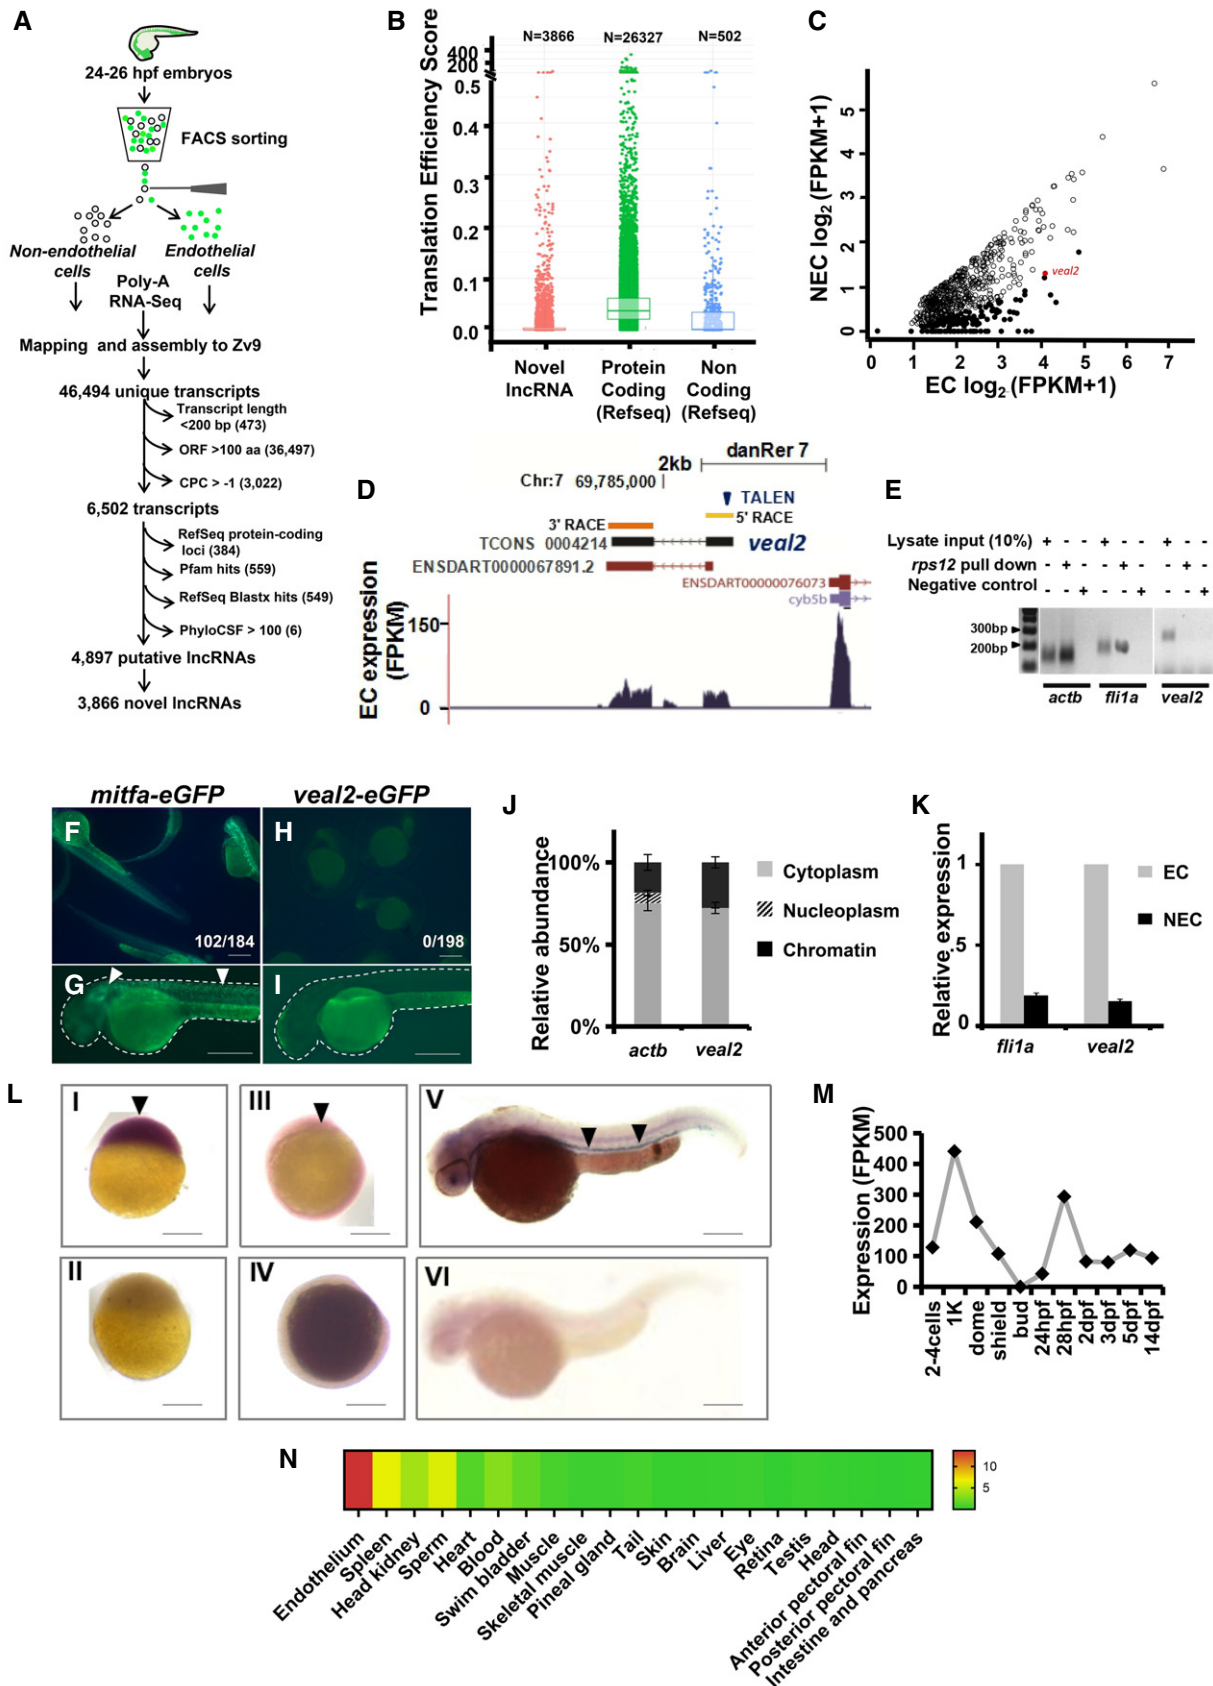 A
24-26 hpf embryos
FACS sorting
Non-endothelial
cells
Endothelial
cells
Poly-A
RNA-Seq
Mapping and assembly to Zv9
46,494 unique transcripts
Transcript length
<200 bp (473)
ORF >100 aa (36,497)
CPC > -1 (3,022)
6,502 transcripts
RefSeq protein-coding
loci (384)
Pfam hits (559)
RefSeq Blastx hits (549)
PhyloCSF > 100 (6)
4,897 putative lncRNAs
3,866 novel lncRNAs
B
Translation Efficiency Score
N=3866 N=26327 N=502
400
200
0.5
0.4
0.3
0.2
0.1
0.0
Novel
lncRNA
Protein
Coding
(Refseq)
Non
Coding
(Refseq)
C
NEC log2 (FPKM+1)
5
4
3
2
1
0
veal2
0 1 2 3 4 5 6 7
EC log2 (FPKM+1)
D
2kb danRer 7
Chr:7 69,785,000
TALEN
3' RACE 5' RACE
TCONS 0004214 veal2
ENSDART0000067891.2
ENSDART00000076073
cyb5b
EC expression
(FPKM)
150
0
E
Lysate input (10%) + - - + - - + - -
rps12 pull down - + - - + - - + -
Negative control - - + - - + - - +
300bp
200bp
actb fli1a veal2
mitfa-eGFP veal2-eGFP
F
102/184
H
0/198
G
I
J
Relative abundance
100%
50%
0%
actb veal2
Cytoplasm
Nucleoplasm
Chromatin
K
Relative expression
1
.5
0
fli1a veal2
EC
NEC
L
I
III
V
II
IV
VI
M
Expression (FPKM)
500
400
300
200
100
0
2-4cells
1K
dome
shield
bud
24hpf
28hpf
2dpf
3dpf
5dpf
14dpf
N
10
5
Endothelium
Spleen
Head kidney
Sperm
Heart
Blood
Swim bladder
Muscle
Skeletal muscle
Pineal gland
Tail
Skin
Brain
Liver
Eye
Retina
Testis
Head
Anterior pectoral fin
Posterior pectoral fin
Intestine and pancreas